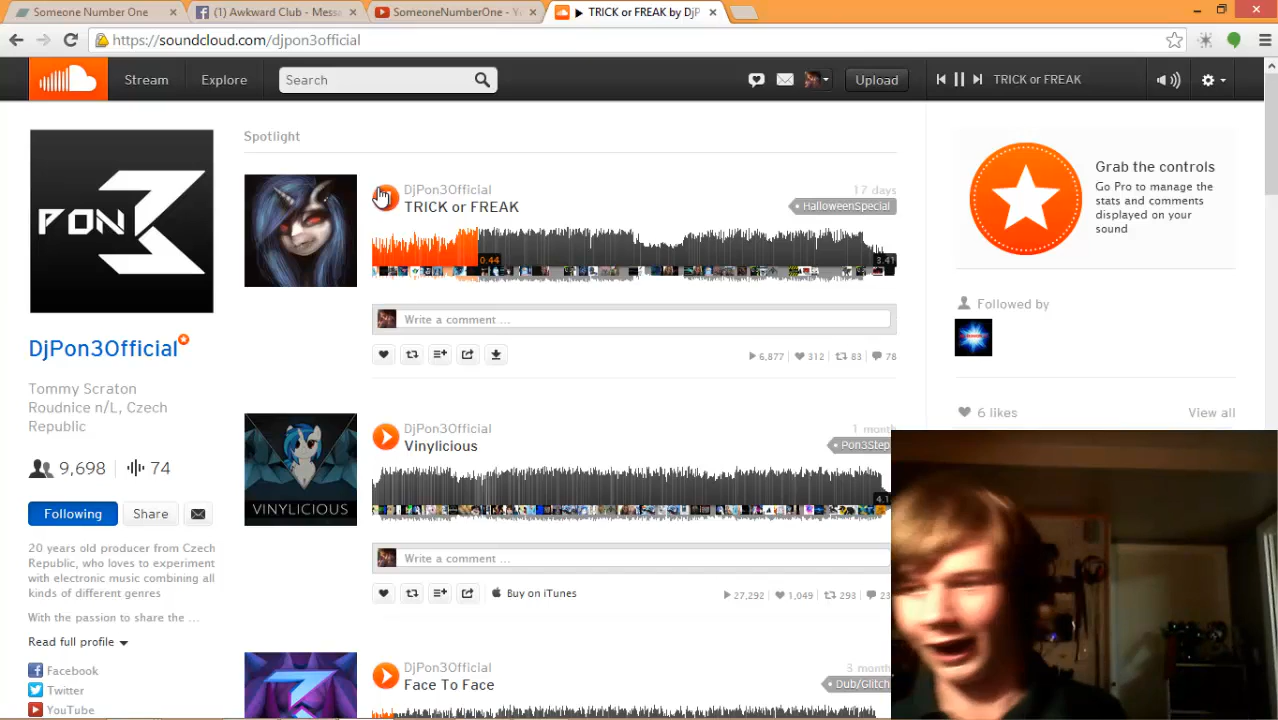 Someone Number One
(1) Awkward Club - Messa
SomeoneNumberOne - Y
TRICK or FREAK by DjP
https://soundcloud.com/djpon3official
Stream
Explore
Search
Upload
TRICK or FREAK
Spotlight
PON3
DjPon3Official
TRICK or FREAK
17 days
HalloweenSpecial
0:44
3.41
Write a comment ...
6,877
312
83
78
Grab the controls
Go Pro to manage the
stats and comments
displayed on your
sound
Followed by
6 likes
View all
DjPon3Official
Tommy Scraton
Roudnice n/L, Czech
Republic
9,698
74
Following
Share
20 years old producer from Czech
Republic, who loves to experiment
with electronic music combining all
kinds of different genres
With the passion to share the ...
Read full profile
Facebook
Twitter
YouTube
VINYLICIOUS
DjPon3Official
Vinylicious
1 month
Pon3Step
4.1
Write a comment ...
Buy on iTunes
27,292
1,049
293
23
DjPon3Official
Face To Face
3 month
Dub/Glitch